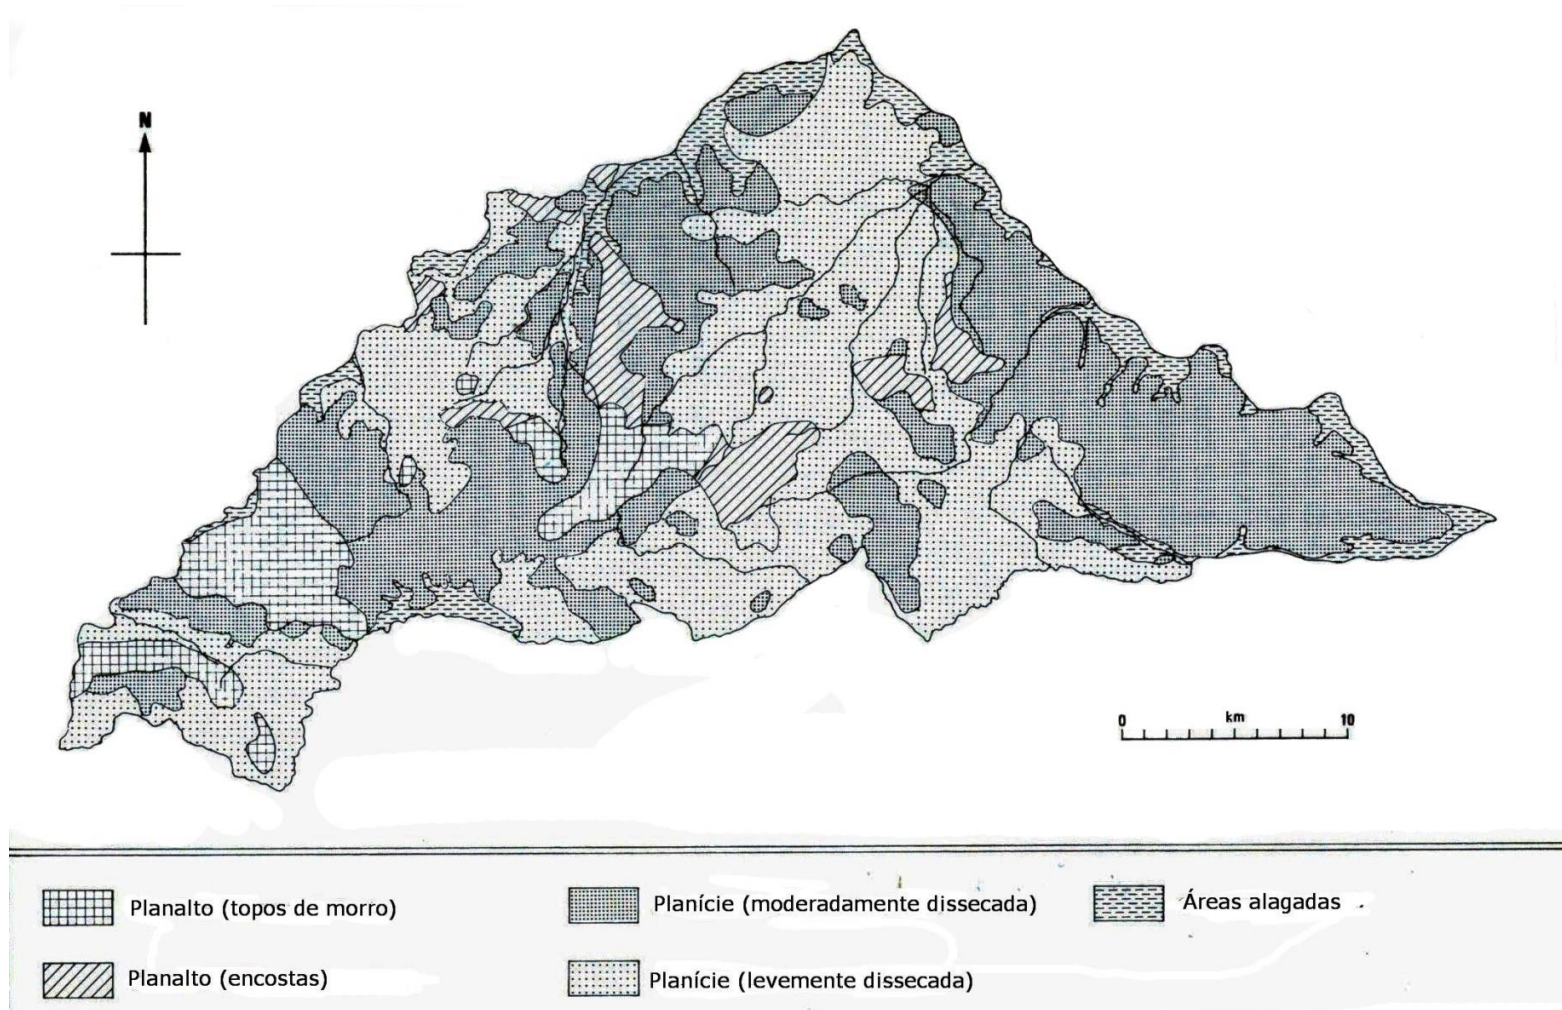 N
0 km 10
Planalto (topos de morro)
Planície (moderadamente dissecada)
Áreas alagadas
Planalto (encostas)
Planície (levemente dissecada)